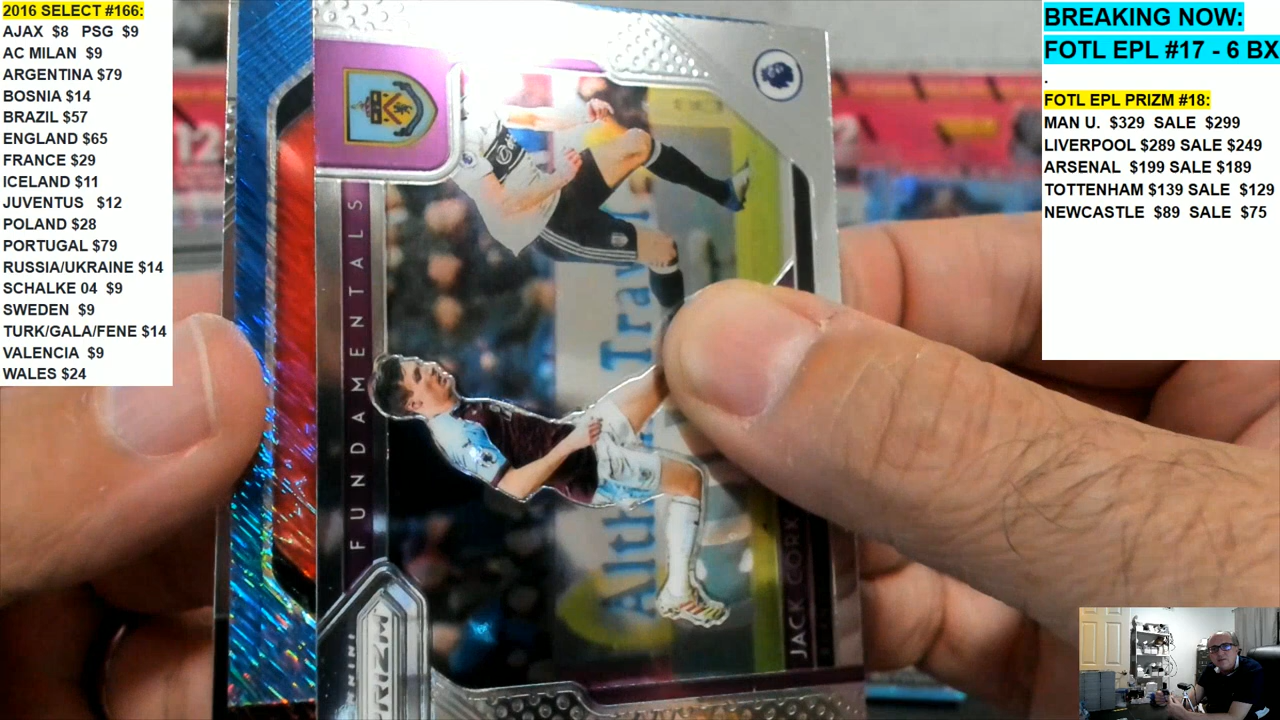 2016 SELECT #166:
AJAX $8 PSG $9
AC MILAN $9
ARGENTINA $79
BOSNIA $14
BRAZIL $57
ENGLAND $65
FRANCE $29
ICELAND $11
JUVENTUS $12
POLAND $28
PORTUGAL $79
RUSSIA/UKRAINE $14
SCHALKE 04 $9
SWEDEN $9
TURK/GALA/FENE $14
VALENCIA $9
WALES $24
BREAKING NOW:
FOTL EPL #17 - 6 BX
.
FOTL EPL PRIZM #18:
MAN U. $329 SALE $299
LIVERPOOL $289 SALE $249
ARSENAL $199 SALE $189
TOTTENHAM $139 SALE $129
NEWCASTLE $89 SALE $75
FUNDAMENTALS
JACK CORK
PANINI
PRIZM
12